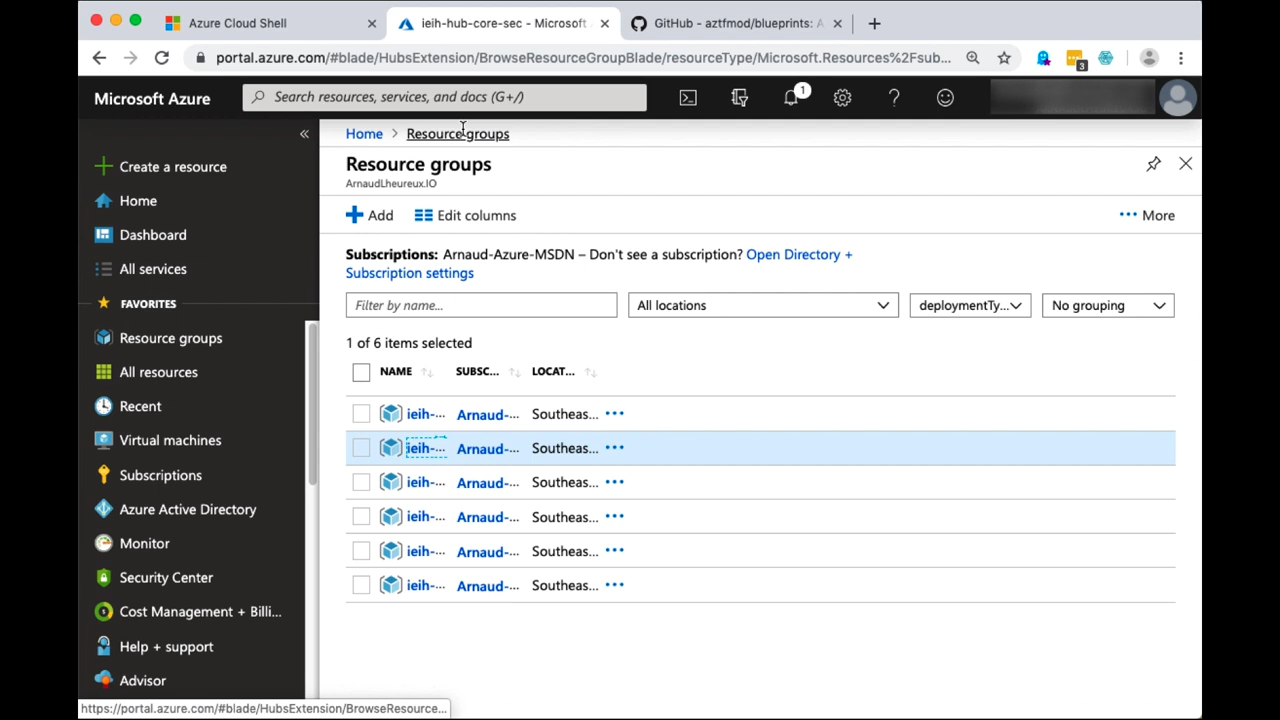 Azure Cloud Shell
ieih-hub-core-sec - Microsoft
GitHub - aztfmod/blueprints: A
portal.azure.com/#blade/HubsExtension/BrowseResourceGroupBlade/resourceType/Microsoft.Resources%2Fsub...
3
Microsoft Azure
Search resources, services, and docs (G+/)
1
Home > Resource groups
Resource groups
ArnaudLheureux.IO
Create a resource
Home
Dashboard
All services
FAVORITES
Resource groups
All resources
Recent
Virtual machines
Subscriptions
Azure Active Directory
Monitor
Security Center
Cost Management + Billi...
Help + support
Advisor
Add
Edit columns
More
Subscriptions: Arnaud-Azure-MSDN – Don't see a subscription? Open Directory +
Subscription settings
Filter by name...
All locations
deploymentTy...
No grouping
1 of 6 items selected
NAME SUBSC... LOCAT...
ieih-... Arnaud-... Southeas... ...
ieih-... Arnaud-... Southeas... ...
ieih-... Arnaud-... Southeas... ...
ieih-... Arnaud-... Southeas... ...
ieih-... Arnaud-... Southeas... ...
ieih-... Arnaud-... Southeas... ...
https://portal.azure.com/#blade/HubsExtension/BrowseResource...